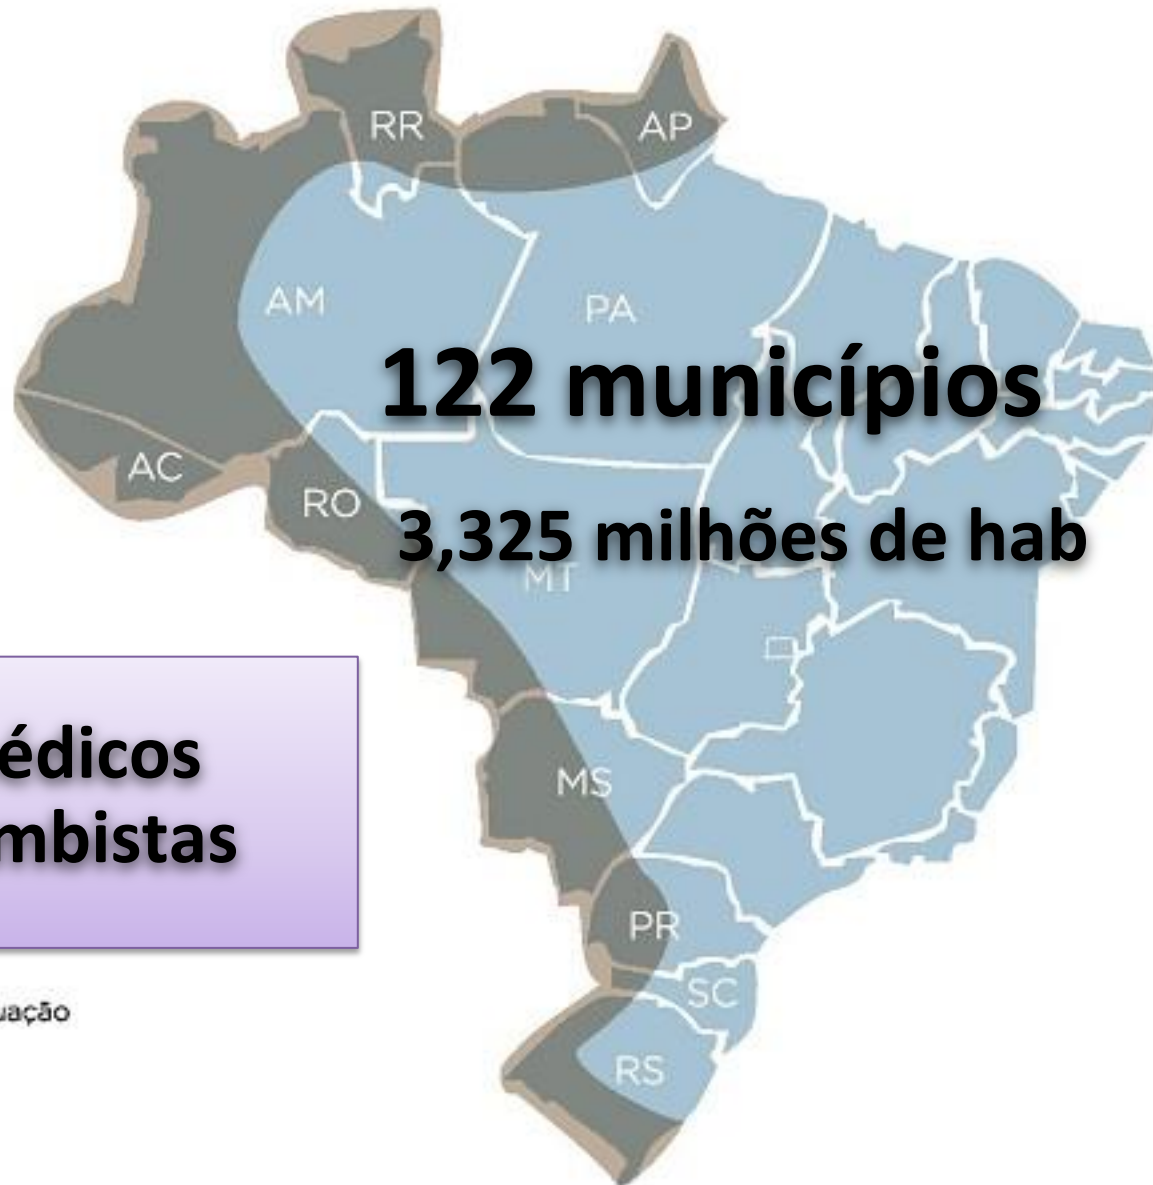 RR
AP
AM
PA
122 municípios
AC
RO
3,325 milhões de hab
MT
édicos
MS
mbistas
PR
SC
uação
RS